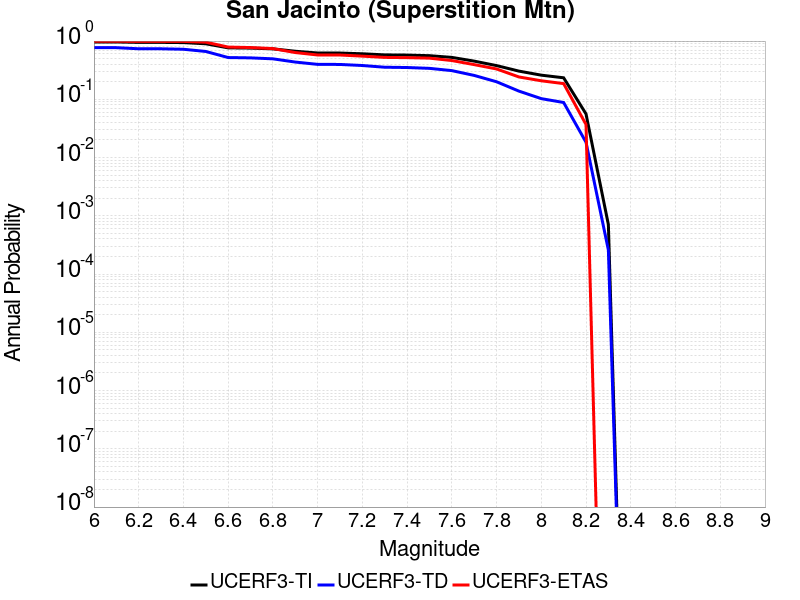 San Jacinto (Superstition Mtn)
Annual Probability
10^0
10^-1
10^-2
10^-3
10^-4
10^-5
10^-6
10^-7
10^-8
6 6.2 6.4 6.6 6.8 7 7.2 7.4 7.6 7.8 8 8.2 8.4 8.6 8.8 9
Magnitude
UCERF3-TI UCERF3-TD UCERF3-ETAS